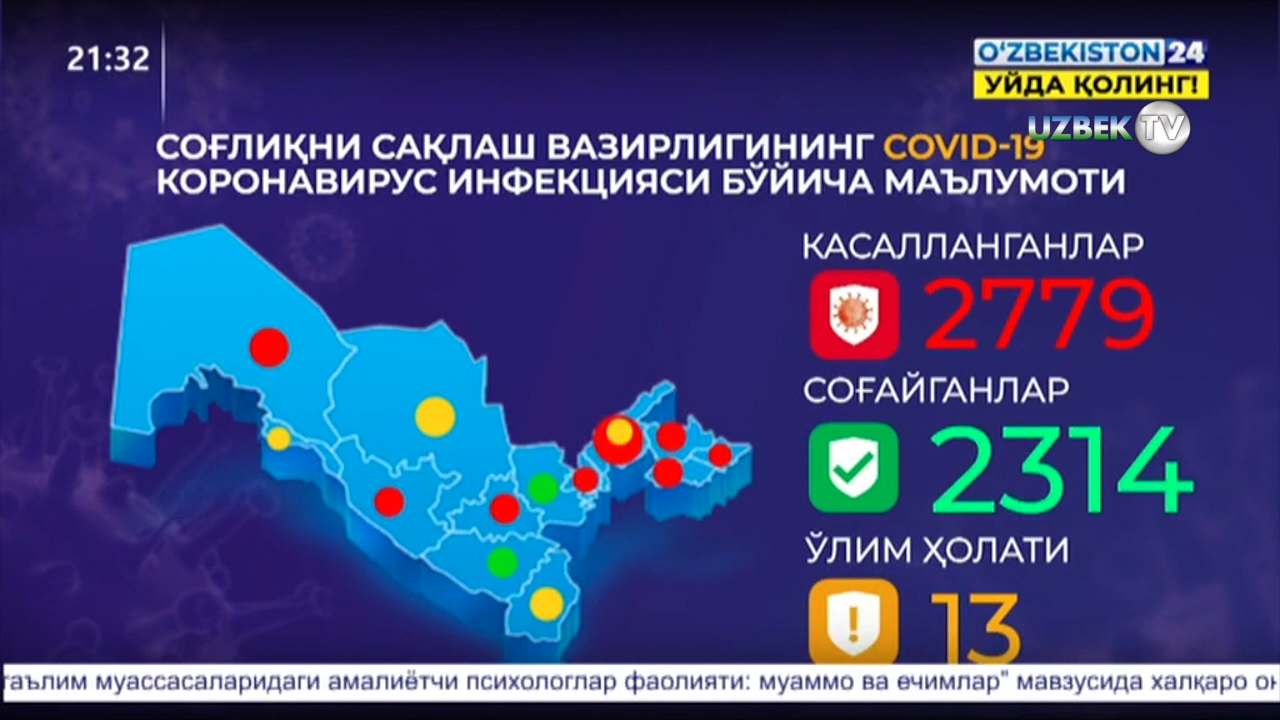 21:32
O‘ZBEKISTON 24
УЙДА ҚОЛИНГ!
UZBEK TV
СОҒЛИҚНИ САҚЛАШ ВАЗИРЛИГИНИНГ COVID-19
КОРОНАВИРУС ИНФЕКЦИЯСИ БЎЙИЧА МАЪЛУМОТИ
КАСАЛЛАНГАНЛАР
2779
СОҒАЙГАНЛАР
2314
ЎЛИМ ҲОЛАТИ
13
таълим муассасаларидаги амалиётчи психологлар фаолияти: муаммо ва ечимлар" мавзусида халқаро